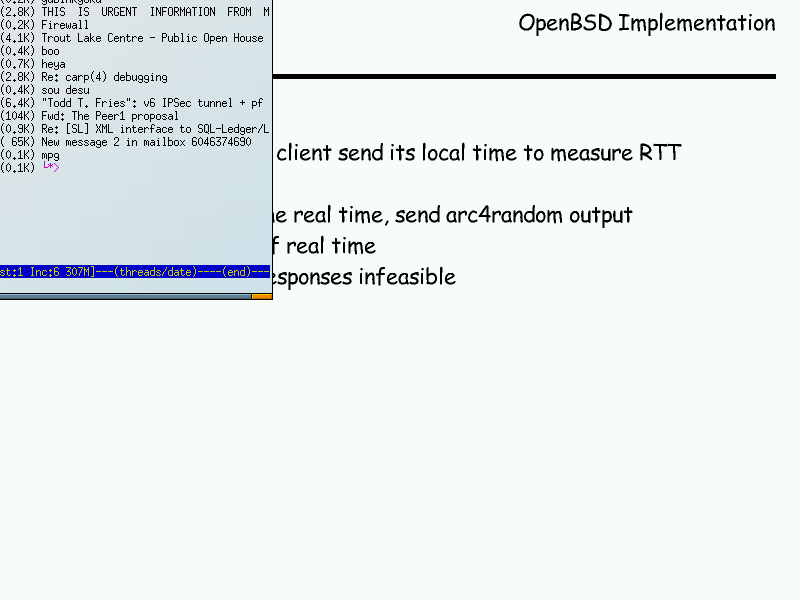 (2.8K) THIS IS URGENT INFORMATION FROM M
(0.2K) Firewall
(4.1K) Trout Lake Centre - Public Open House
(0.4K) boo
(0.7K) heya
(2.8K) Re: carp(4) debugging
(0.4K) sou desu
(6.4K) "Todd T. Fries": v6 IPSec tunnel + pf
(104K) Fwd: The Peer1 proposal
(0.9K) Re: [SL] XML interface to SQL-Ledger/L
( 65K) New message 2 in mailbox 6046374690
(0.1K) mpg
(0.1K) └*>
st:1 Inc:6 307M]---(threads/date)----(end)---
OpenBSD Implementation
client send its local time to measure RTT
e real time, send arc4random output
f real time
sponses infeasible